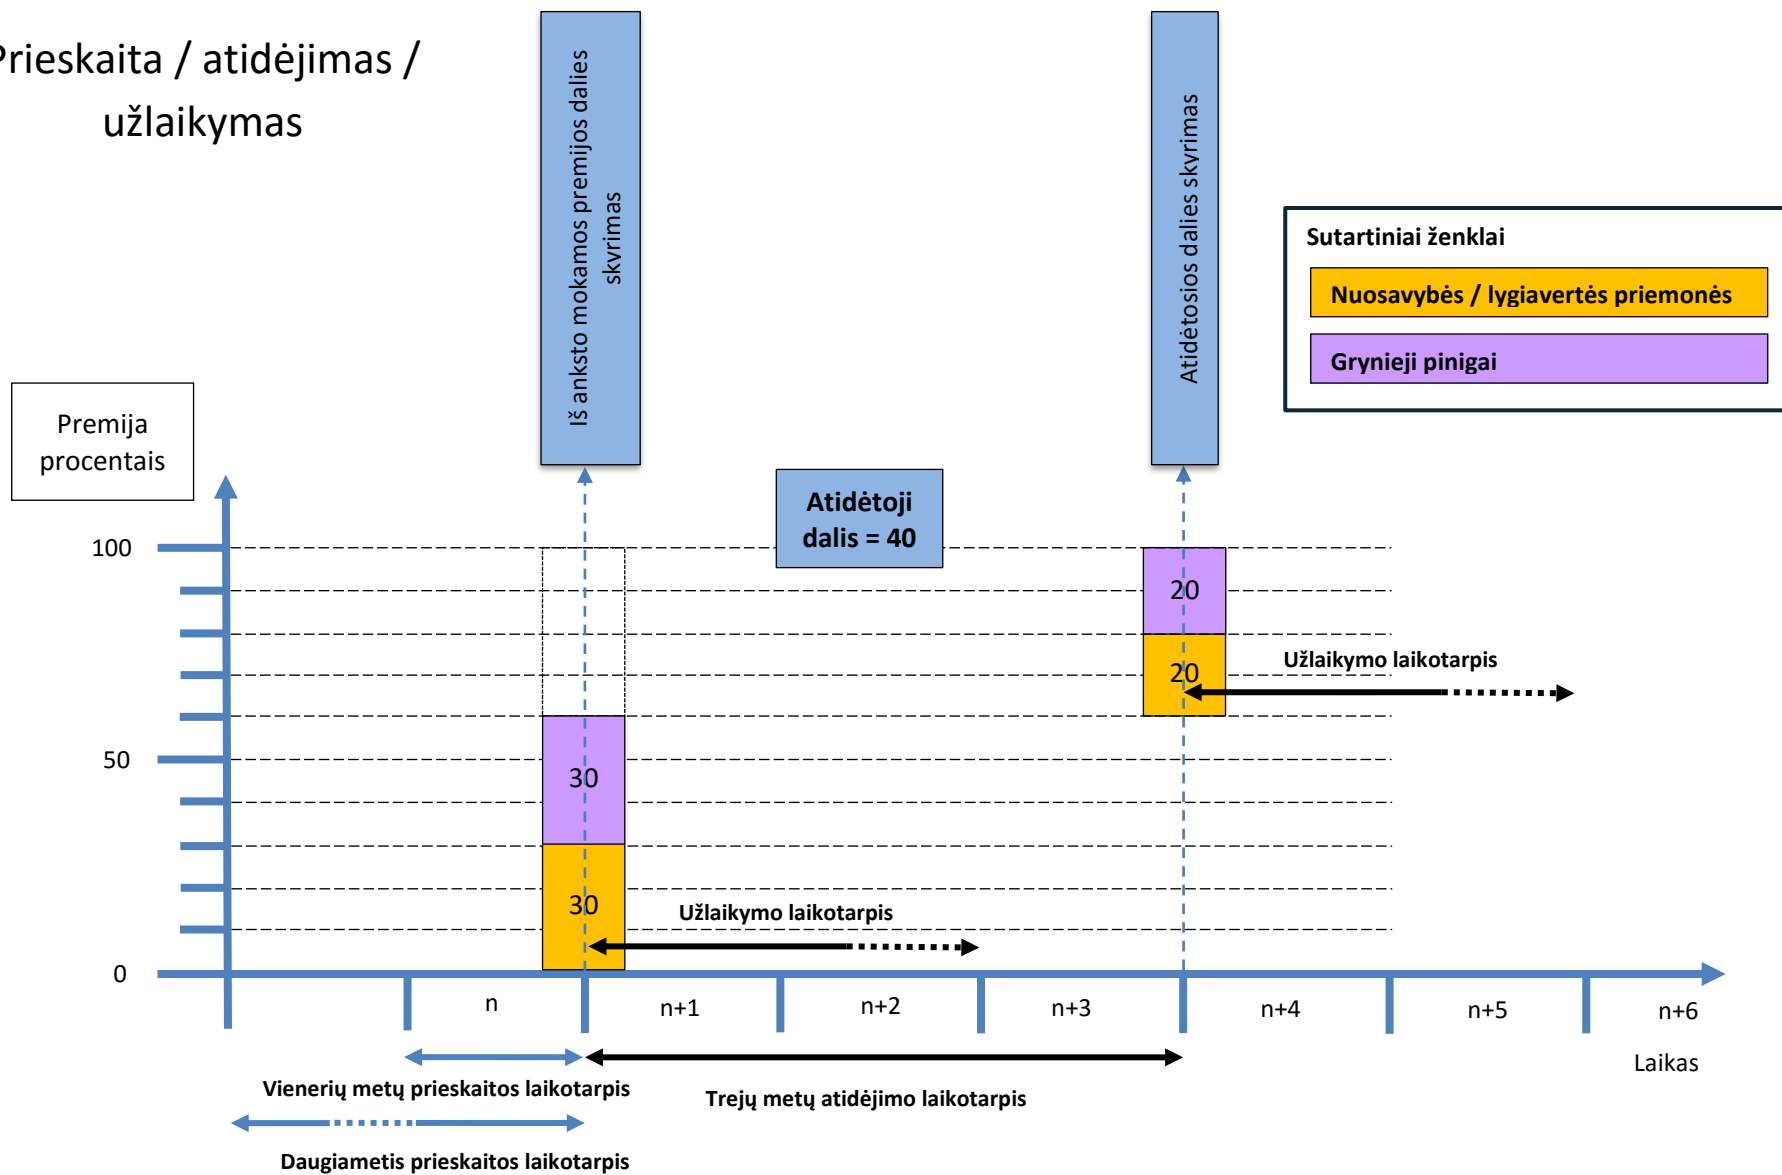 Prieskaita / atidėjimas /
užlaikymas
Iš anksto mokamos premijos dalies
skyrimas
Atidėtosios dalies skyrimas
Sutartiniai ženklai
Nuosavybės / lygiavertės priemonės
Grynieji pinigai
Premija
procentais
Atidėtoji
dalis = 40
100
20
20
Užlaikymo laikotarpis
50
30
30
Užlaikymo laikotarpis
0
n
n+1
n+2
n+3
n+4
n+5
n+6
Laikas
Vienerių metų prieskaitos laikotarpis
Trejų metų atidėjimo laikotarpis
Daugiametis prieskaitos laikotarpis